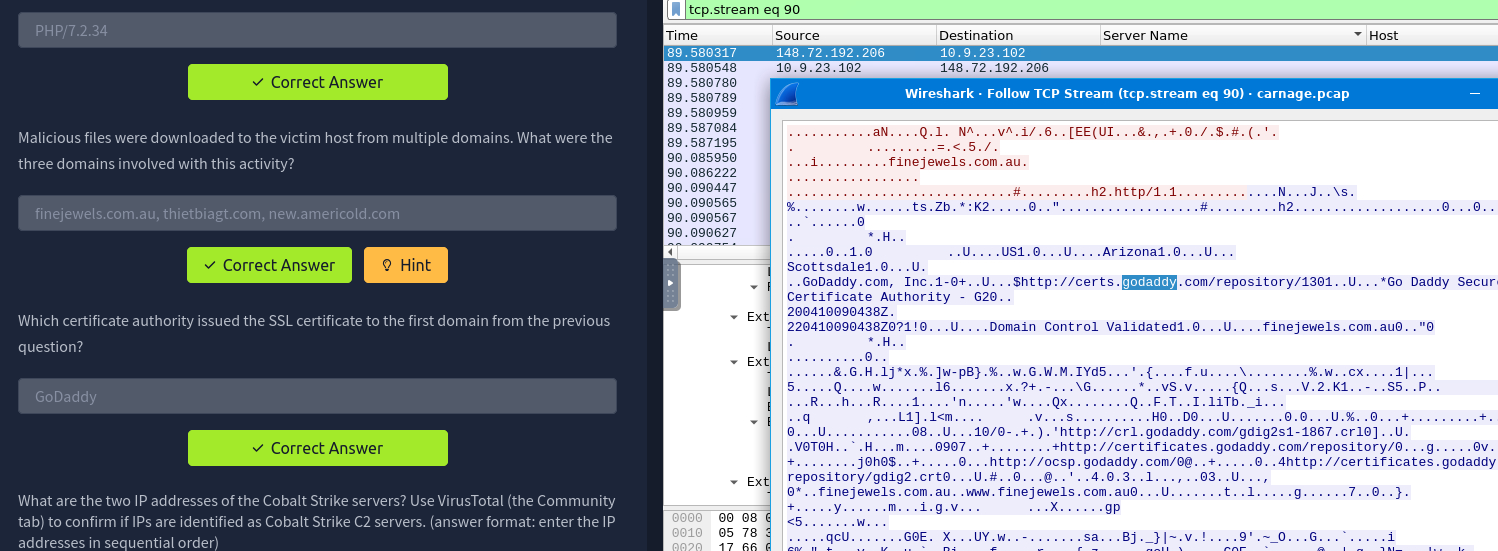 PHP/7.2.34
✓ Correct Answer
Malicious files were downloaded to the victim host from multiple domains. What were the
three domains involved with this activity?
finejewels.com.au, thietbiagt.com, new.americold.com
✓ Correct Answer
Hint
Which certificate authority issued the SSL certificate to the first domain from the previous
question?
GoDaddy
✓ Correct Answer
What are the two IP addresses of the Cobalt Strike servers? Use VirusTotal (the Community
tab) to confirm if IPs are identified as Cobalt Strike C2 servers. (answer format: enter the IP
addresses in sequential order)
tcp.stream eq 90
Time Source Destination Server Name Host
89.580317 148.72.192.206 10.9.23.102
89.580548 10.9.23.102 148.72.192.206
89.580780
89.580789
89.580959
89.587084
89.587195
90.085950
90.086222
90.090447
90.090565
90.090567
90.090627
Ext
Ext
Ext
0000 00 08
0010 05 78 3
0020 17 66
Wireshark · Follow TCP Stream (tcp.stream eq 90) · carnage.pcap
...........aN....Q.l. N^...v^.i/.6..[EE(UI...&.,.+.0./.$.#.(.'.
. .........=.<.5./.
...i.........finejewels.com.au.
.................
............................#.........h2.http/1.1.............N...J..\s.
%........w......ts.Zb.*:K2.....0.."..................#.........h2...................0...0..
..`......0
. *.H..
.....0..1.0 ..U....US1.0...U....Arizona1.0...U...
Scottsdale1.0...U.
..GoDaddy.com, Inc.1-0+..U...$http://certs.godaddy.com/repository/1301..U...*Go Daddy Secure
Certificate Authority - G20..
200410090438Z.
220410090438Z0?1!0...U....Domain Control Validated1.0...U....finejewels.com.au0.."0
. *.H..
..........0..
......&.G.H.lj*x.%.]w-pB}.%..w.G.W.M.IYd5...'.{....f.u....\........%.w..cx....1|...
5.....Q....w.......l6.......x.?+.-...\G......*..vS.v.....{Q...s...V.2.K1..-..S5..P..
...R...h...R....1....'n.....'w....Qx........Q..F.T..I.liTb._i...
..q ,...L1].l<m.... .v...s..........H0..D0...U.......0.0...U.%..0...+.........+.
0...U...........08..U...10/0-.+.).'http://crl.godaddy.com/gdig2s1-1867.crl0]..U.
.V0T0H..`.H...m....0907..+........+http://certificates.godaddy.com/repository/0...g.....0v.
+........j0h0$..+.....0...http://ocsp.godaddy.com/0@..+.....0..4http://certificates.godaddy
repository/gdig2.crt0...U.#..0...@..'..4.0.3..l...,..03..U...,
0*..finejewels.com.au..www.finejewels.com.au0...U.......t..l.....g......7..0..}.
+.....y......m...i.g.v... ...X......gp
<5.......w...